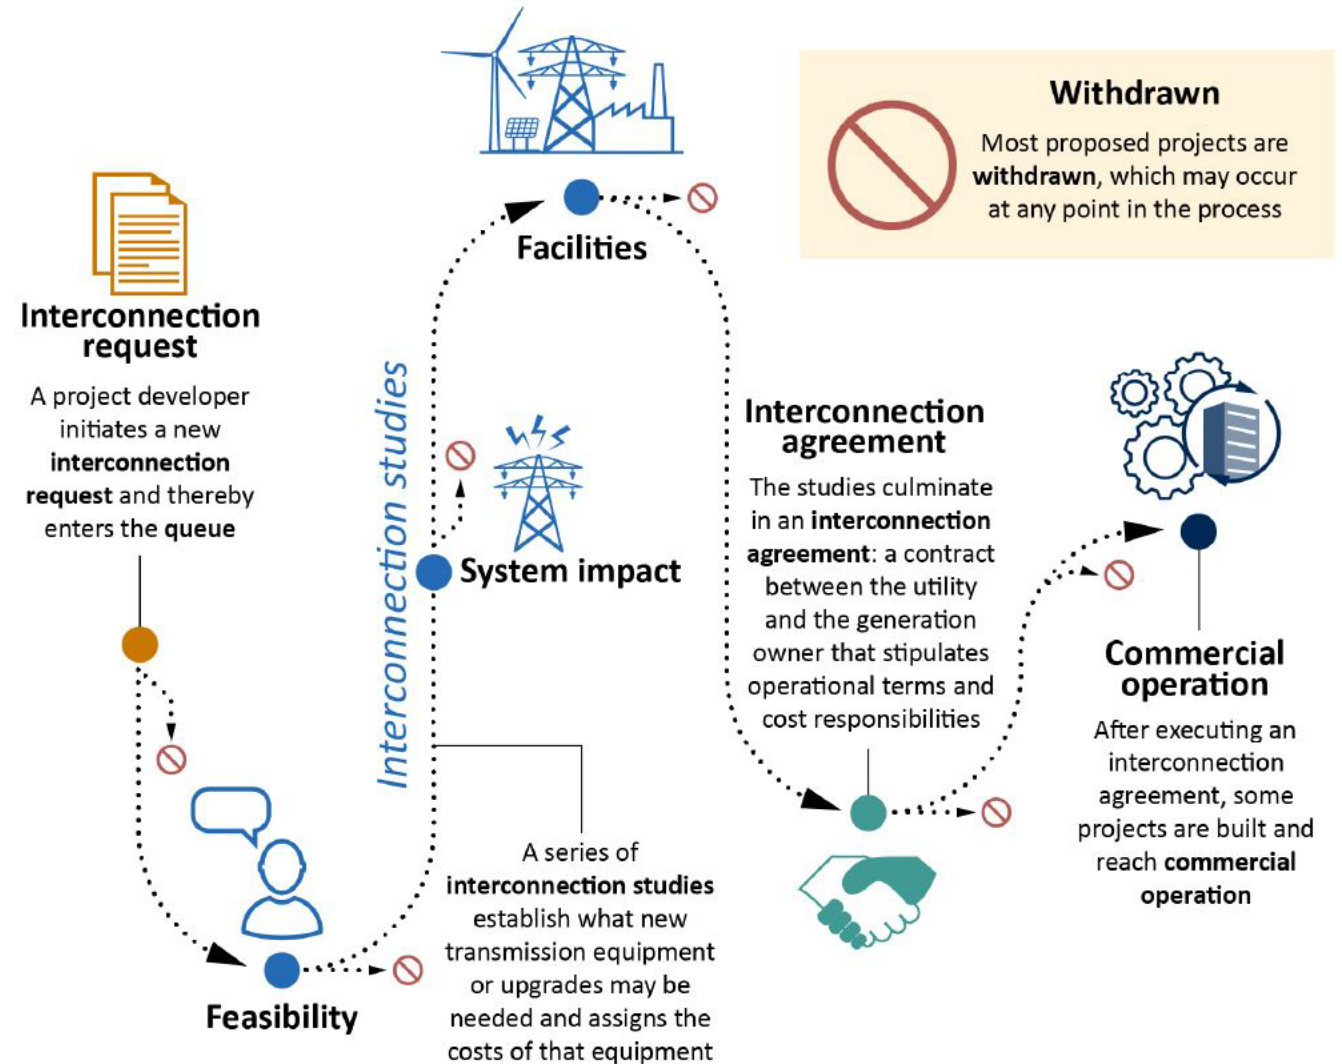 Interconnection
request
A project developer
initiates a new
interconnection
request and thereby
enters the queue
Feasibility
Interconnection studies
A series of
interconnection studies
establish what new
transmission equipment
or upgrades may be
needed and assigns the
costs of that equipment
System impact
Facilities
Withdrawn
Most proposed projects are
withdrawn, which may occur
at any point in the process
Interconnection
agreement
The studies culminate
in an interconnection
agreement: a contract
between the utility
and the generation
owner that stipulates
operational terms and
cost responsibilities
Commercial
operation
After executing an
interconnection
agreement, some
projects are built and
reach commercial
operation